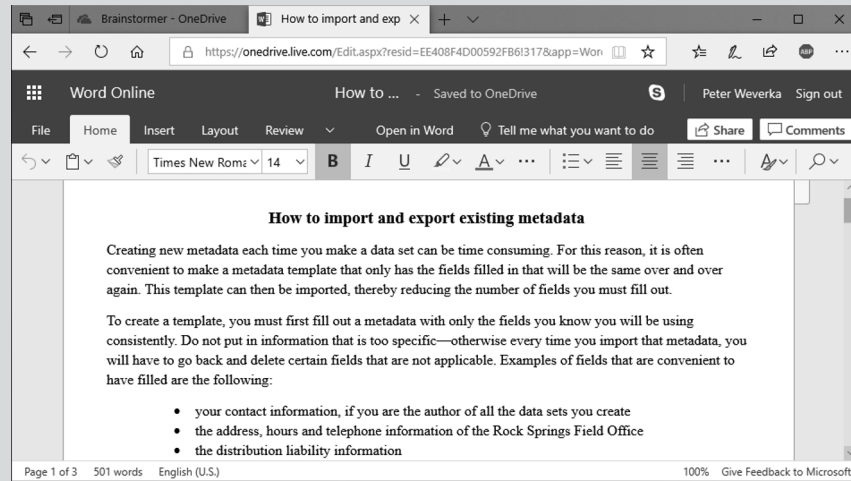 Brainstormer - OneDrive
How to import and exp
https://onedrive.live.com/Edit.aspx?resid=EE408F4D00592FB6!317&app=Wor
ABP
Word Online
How to ... - Saved to OneDrive
Peter Weverka
Sign out
File Home Insert Layout Review Open in Word Tell me what you want to do Share Comments
Times New Roma 14 B I U A
How to import and export existing metadata
Creating new metadata each time you make a data set can be time consuming. For this reason, it is often
convenient to make a metadata template that only has the fields filled in that will be the same over and over
again. This template can then be imported, thereby reducing the number of fields you must fill out.
To create a template, you must first fill out a metadata with only the fields you know you will be using
consistently. Do not put in information that is too specific—otherwise every time you import that metadata, you
will have to go back and delete certain fields that are not applicable. Examples of fields that are convenient to
have filled are the following:
• your contact information, if you are the author of all the data sets you create
• the address, hours and telephone information of the Rock Springs Field Office
• the distribution liability information
Page 1 of 3 501 words English (U.S.) 100% Give Feedback to Microsoft